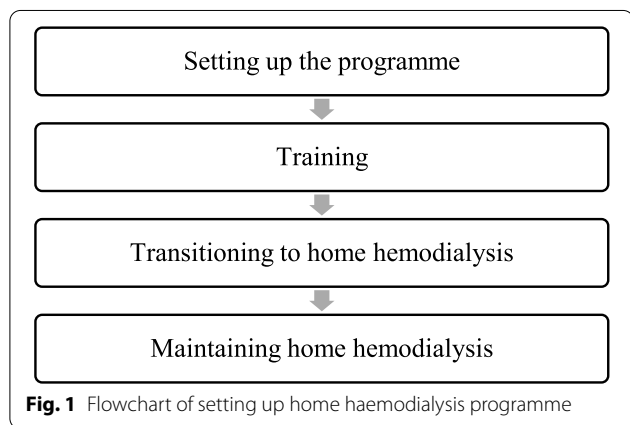 Setting up the programme
Training
Transitioning to home hemodialysis
Maintaining home hemodialysis
Fig. 1 Flowchart of setting up home haemodialysis programme